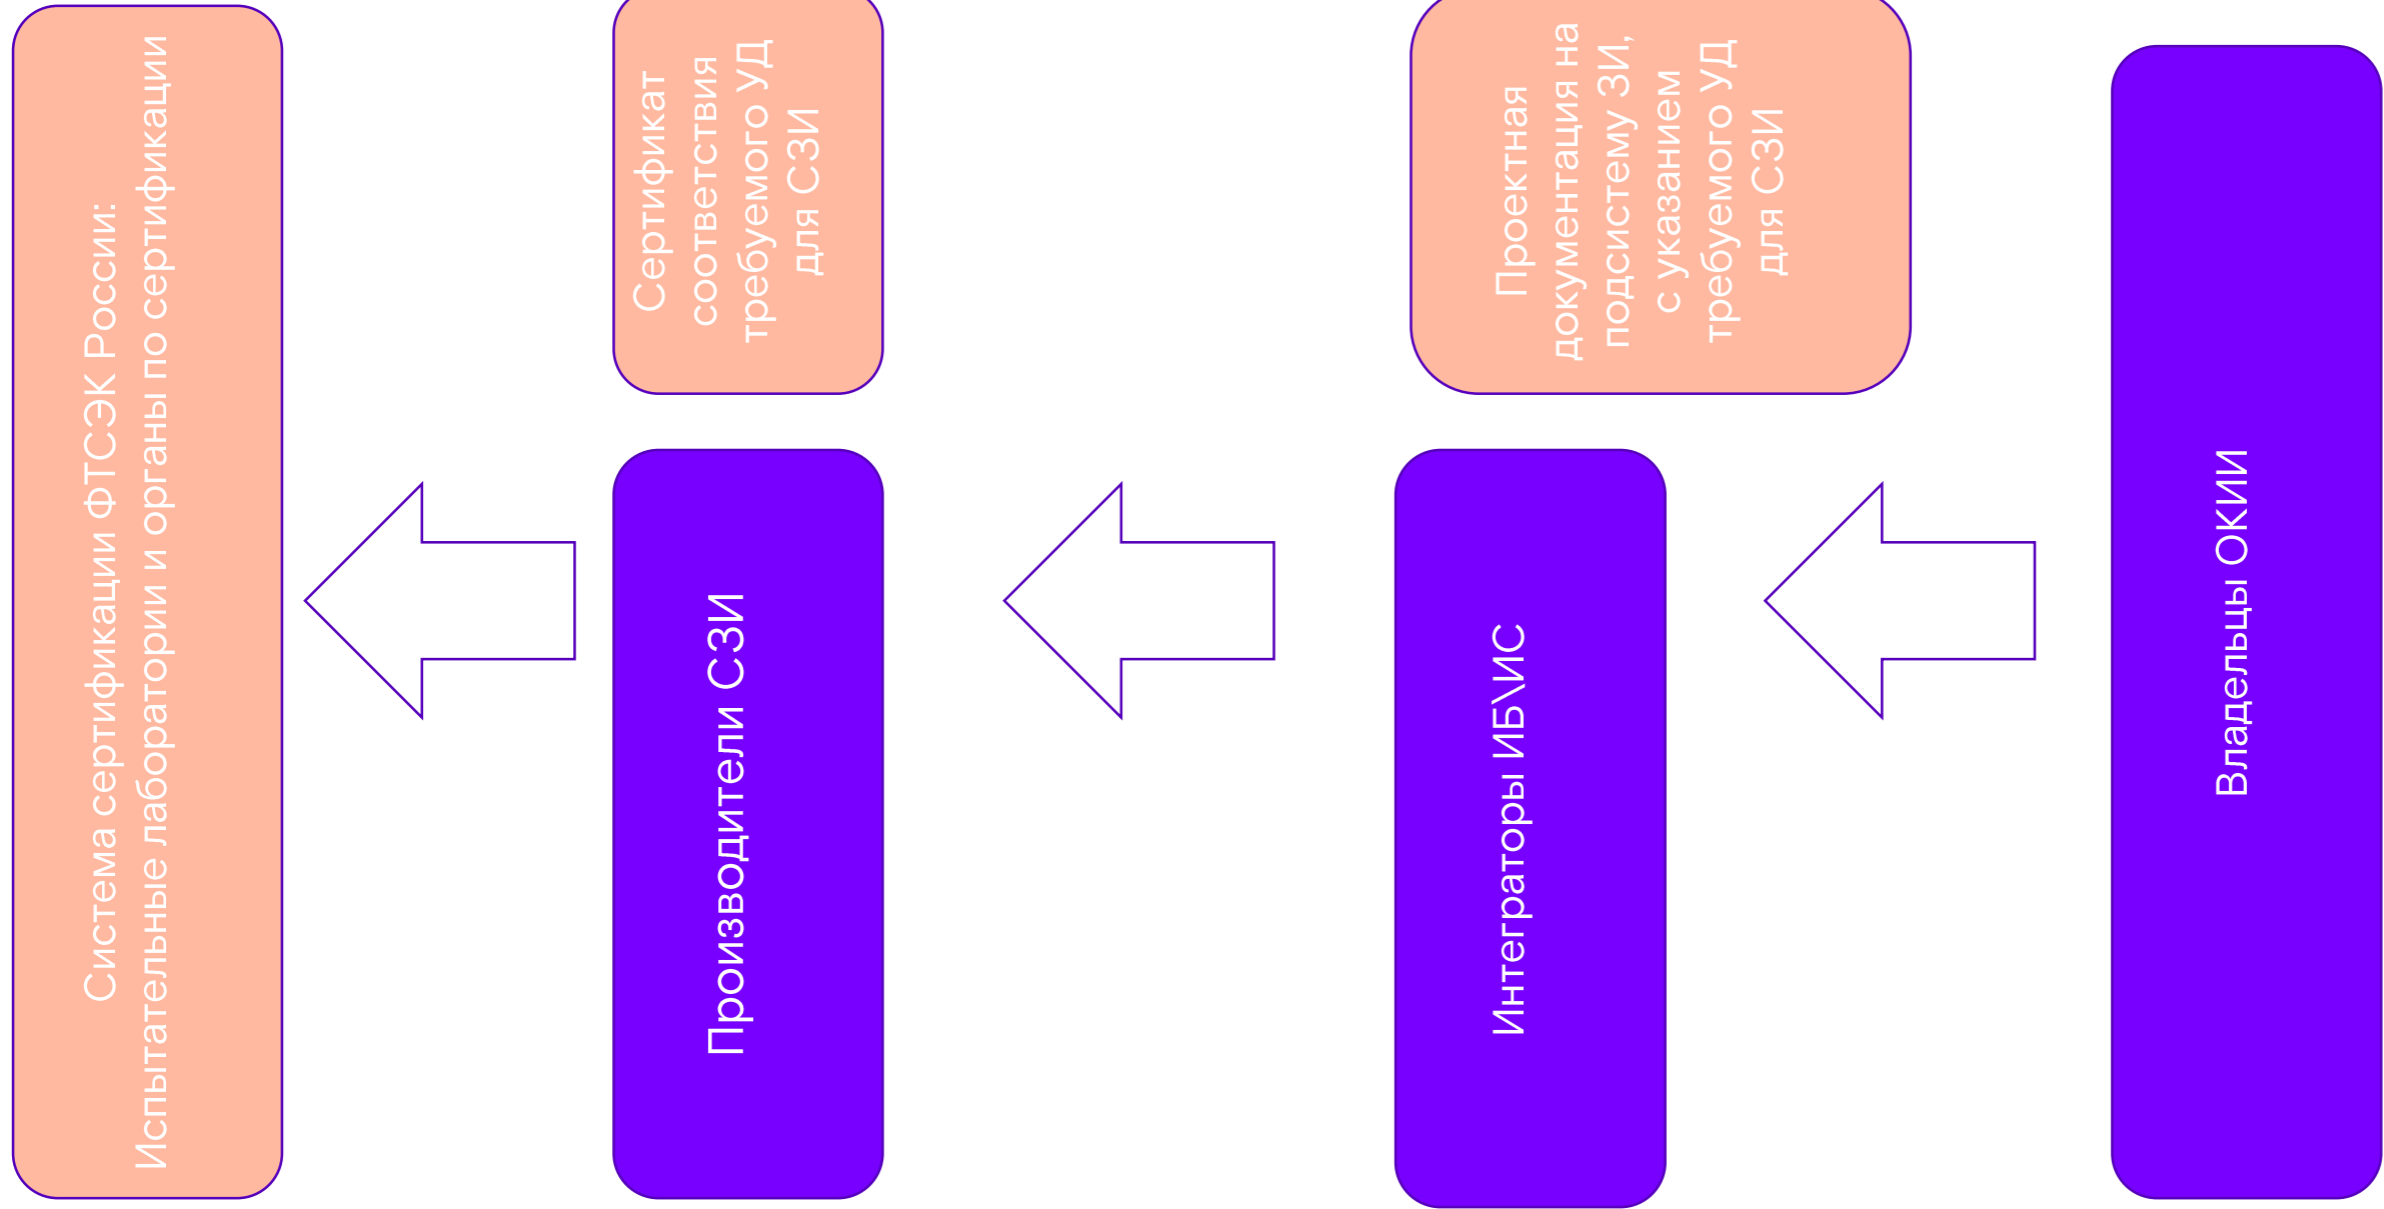 Система сертификации ФТСЭК России:
Испытательные лаборатории и органы по сертификации
Сертификат
соответствия
требуемого УД
для СЗИ
Производители СЗИ
Проектная
документация на
подсистему ЗИ,
с указанием
требуемого УД
для СЗИ
Интеграторы ИБ\ИС
Владельцы ОКИИ